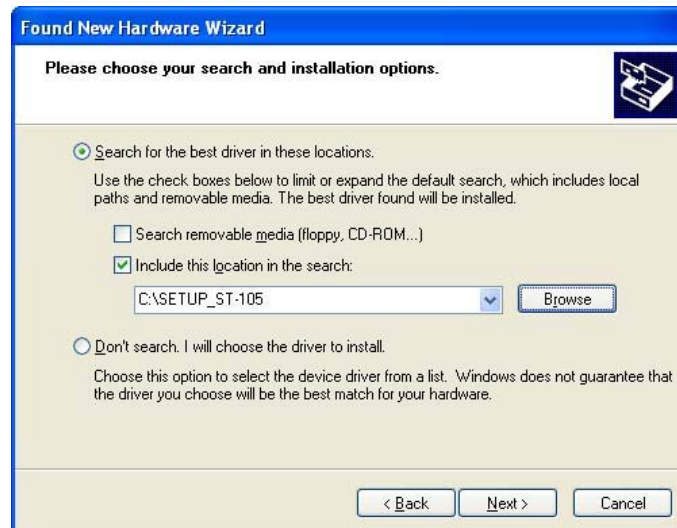 Found New Hardware Wizard
Please choose your search and installation options.
Search for the best driver in these locations.
Use the check boxes below to limit or expand the default search, which includes local
paths and removable media. The best driver found will be installed.
Search removable media (floppy, CD-ROM...)
Include this location in the search:
C:\SETUP_ST-105
Browse
Don't search. I will choose the driver to install.
Choose this option to select the device driver from a list. Windows does not guarantee that
the driver you choose will be the best match for your hardware.
< Back
Next >
Cancel